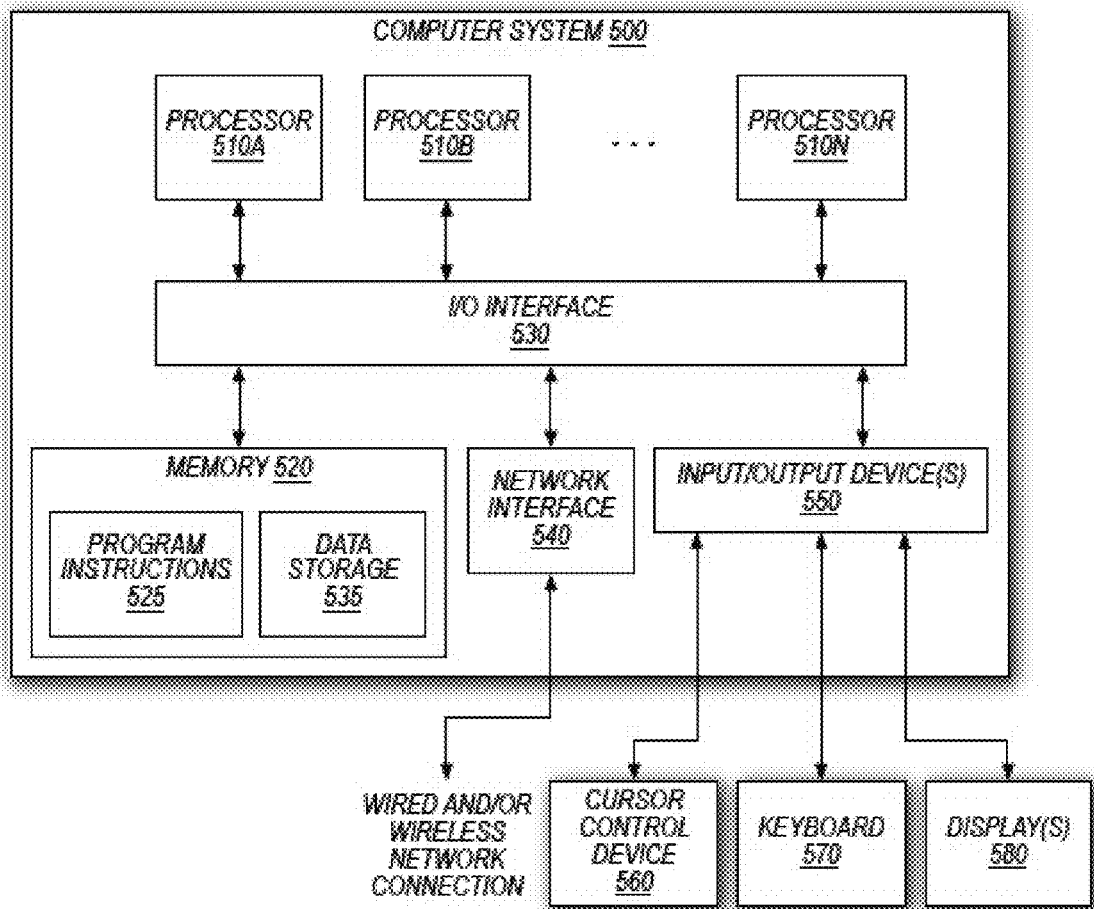 COMPUTER SYSTEM 500
PROCESSOR
510A
PROCESSOR
510B
. . .
PROCESSOR
510N
I/O INTERFACE
530
MEMORY 520
PROGRAM
INSTRUCTIONS
525
DATA
STORAGE
535
NETWORK
INTERFACE
540
INPUT/OUTPUT DEVICE(S)
550
WIRED AND/OR
WIRELESS
NETWORK
CONNECTION
CURSOR
CONTROL
DEVICE
560
KEYBOARD
570
DISPLAY(S)
580